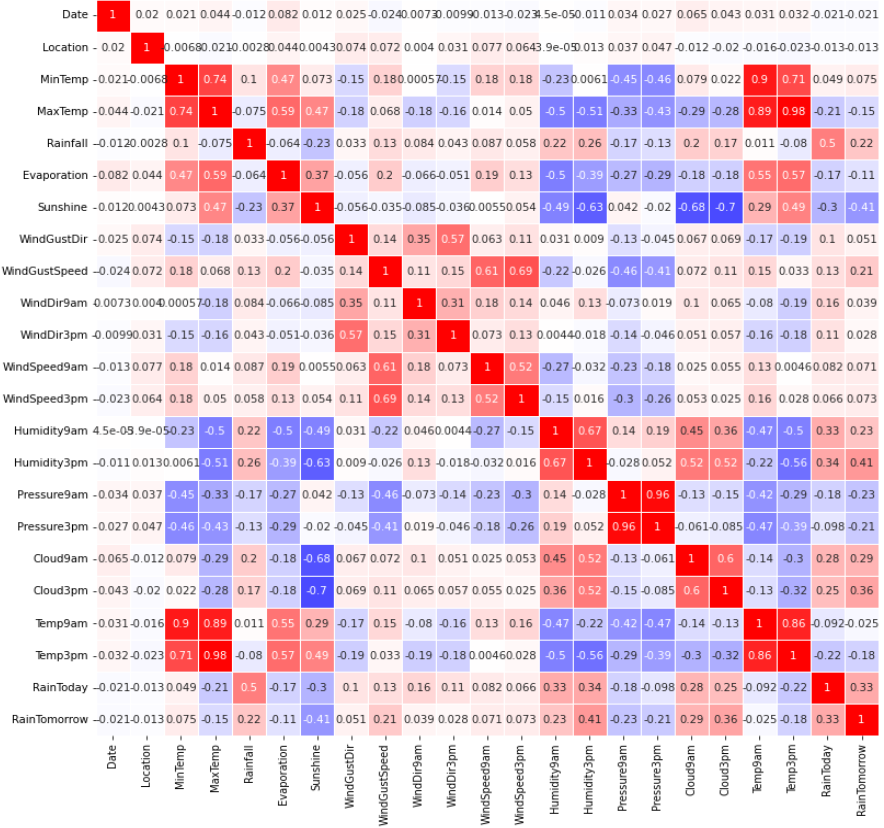 Date 1 0.02 0.021 0.044 -0.012 0.082 0.012 0.025 -0.024 0.0073 -0.0099 -0.013 -0.023 4.5e-05 -0.011 0.034 0.027 0.065 0.043 0.031 0.032 -0.021 -0.021
Location 0.02 1 -0.0068 -0.021 -0.0028 0.044 0.0043 0.074 0.072 0.004 0.031 0.077 0.064 3.9e-05 0.013 0.037 0.047 -0.012 -0.02 -0.016 -0.023 -0.013 -0.013
MinTemp 0.021 -0.0068 1 0.74 0.1 0.47 0.073 -0.15 0.18 0.00057 -0.15 0.18 0.18 -0.23 0.0061 -0.45 -0.46 0.079 0.022 0.9 0.71 0.049 0.075
MaxTemp 0.044 -0.021 0.74 1 -0.075 0.59 0.47 -0.18 0.068 -0.18 -0.16 0.014 0.05 -0.5 -0.51 -0.33 -0.43 -0.29 -0.28 0.89 0.98 -0.21 -0.15
Rainfall -0.012 -0.0028 0.1 -0.075 1 -0.064 -0.23 0.033 0.13 0.084 0.043 0.087 0.058 0.22 0.26 -0.17 -0.13 0.2 0.17 0.011 -0.08 0.5 0.22
Evaporation 0.082 0.044 0.47 0.59 -0.064 1 0.37 -0.056 0.2 -0.066 -0.051 0.19 0.13 -0.5 -0.39 -0.27 -0.29 -0.18 -0.18 0.55 0.57 -0.17 -0.11
Sunshine 0.012 0.0043 0.073 0.47 -0.23 0.37 1 -0.056 -0.035 -0.085 -0.036 0.0055 0.054 -0.49 -0.63 0.042 -0.02 -0.68 -0.7 0.29 0.49 -0.3 -0.41
WindGustDir 0.025 0.074 -0.15 -0.18 0.033 -0.056 -0.056 1 0.14 0.35 0.57 0.063 0.11 0.031 0.009 -0.13 -0.045 0.067 0.069 -0.17 -0.19 0.1 0.051
WindGustSpeed -0.024 0.072 0.18 0.068 0.13 0.2 -0.035 0.14 1 0.11 0.15 0.61 0.69 -0.22 -0.026 -0.46 -0.41 0.072 0.11 0.15 0.033 0.13 0.21
WindDir9am 0.0073 0.004 0.00057 -0.18 0.084 -0.066 -0.085 0.35 0.11 1 0.31 0.18 0.14 0.046 0.13 -0.073 0.019 0.1 0.065 -0.08 -0.19 0.16 0.039
WindDir3pm -0.0099 0.031 -0.15 -0.16 0.043 -0.051 -0.036 0.57 0.15 0.31 1 0.073 0.13 0.0044 -0.018 -0.14 -0.046 0.051 0.057 -0.16 -0.18 0.11 0.028
WindSpeed9am -0.013 0.077 0.18 0.014 0.087 0.19 0.0055 0.063 0.61 0.18 0.073 1 0.52 -0.27 -0.032 -0.23 -0.18 0.025 0.055 0.13 0.0046 0.082 0.071
WindSpeed3pm -0.023 0.064 0.18 0.05 0.058 0.13 0.054 0.11 0.69 0.14 0.13 0.52 1 -0.15 0.016 -0.3 -0.26 0.053 0.025 0.16 0.028 0.066 0.073
Humidity9am 4.5e-05 3.9e-05 -0.23 -0.5 0.22 -0.5 -0.49 0.031 -0.22 0.046 0.0044 -0.27 -0.15 1 0.67 0.14 0.19 0.45 0.36 -0.47 -0.5 0.33 0.23
Humidity3pm -0.011 0.013 0.0061 -0.51 0.26 -0.39 -0.63 0.009 -0.026 0.13 -0.018 -0.032 0.016 0.67 1 -0.028 0.052 0.52 0.52 -0.22 -0.56 0.34 0.41
Pressure9am 0.034 0.037 -0.45 -0.33 -0.17 -0.27 0.042 -0.13 -0.46 -0.073 -0.14 -0.23 -0.3 0.14 -0.028 1 0.96 -0.13 -0.15 -0.42 -0.29 -0.18 -0.23
Pressure3pm 0.027 0.047 -0.46 -0.43 -0.13 -0.29 -0.02 -0.045 -0.41 0.019 -0.046 -0.18 -0.26 0.19 0.052 0.96 1 -0.061 -0.085 -0.47 -0.39 -0.098 -0.21
Cloud9am 0.065 -0.012 0.079 -0.29 0.2 -0.18 -0.68 0.067 0.072 0.1 0.051 0.025 0.053 0.45 0.52 -0.13 -0.061 1 0.6 -0.14 -0.3 0.28 0.29
Cloud3pm 0.043 -0.02 0.022 -0.28 0.17 -0.18 -0.7 0.069 0.11 0.065 0.057 0.055 0.025 0.36 0.52 -0.15 -0.085 0.6 1 -0.13 -0.32 0.25 0.36
Temp9am 0.031 -0.016 0.9 0.89 0.011 0.55 0.29 -0.17 0.15 -0.08 -0.16 0.13 0.16 -0.47 -0.22 -0.42 -0.47 -0.14 -0.13 1 0.86 -0.092 -0.025
Temp3pm 0.032 -0.023 0.71 0.98 -0.08 0.57 0.49 -0.19 0.033 -0.19 -0.18 0.0046 0.028 -0.5 -0.56 -0.29 -0.39 -0.3 -0.32 0.86 1 -0.22 -0.18
RainToday -0.021 -0.013 0.049 -0.21 0.5 -0.17 -0.3 0.1 0.13 0.16 0.11 0.082 0.066 0.33 0.34 -0.18 -0.098 0.28 0.25 -0.092 -0.22 1 0.33
RainTomorrow -0.021 -0.013 0.075 -0.15 0.22 -0.11 -0.41 0.051 0.21 0.039 0.028 0.071 0.073 0.23 0.41 -0.23 -0.21 0.29 0.36 -0.025 -0.18 0.33 1
Date
Location
MinTemp
MaxTemp
Rainfall
Evaporation
Sunshine
WindGustDir
WindGustSpeed
WindDir9am
WindDir3pm
WindSpeed9am
WindSpeed3pm
Humidity9am
Humidity3pm
Pressure9am
Pressure3pm
Cloud9am
Cloud3pm
Temp9am
Temp3pm
RainToday
RainTomorrow